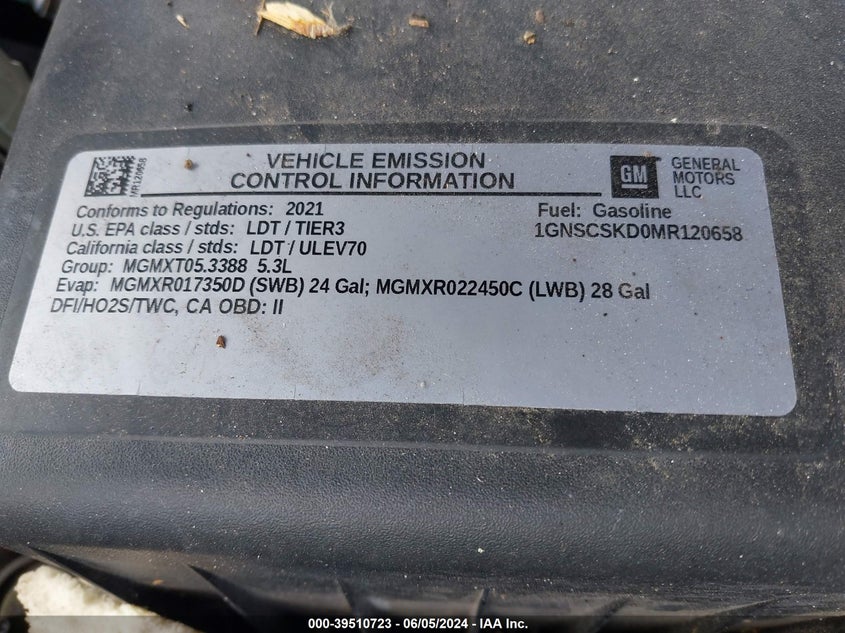 VEHICLE EMISSION
CONTROL INFORMATION
MR120658
GM
GENERAL
MOTORS
LLC
Conforms to Regulations: 2021
Fuel: Gasoline
U.S. EPA class / stds: LDT / TIER3
1GNSCSKD0MR120658
California class / stds: LDT / ULEV70
Group: MGMXT05.3388 5.3L
Evap: MGMXR017350D (SWB) 24 Gal; MGMXR022450C (LWB) 28 Gal
DFI/HO2S/TWC, CA OBD: II
000-39510723 - 06/05/2024 - IAA Inc.